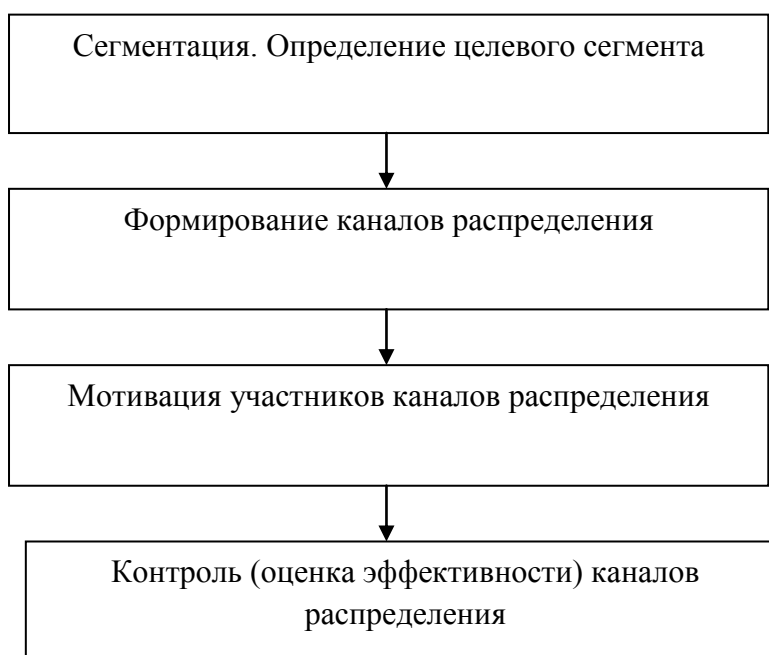 Сегментация. Определение целевого сегмента
Формирование каналов распределения
Мотивация участников каналов распределения
Контроль (оценка эффективности) каналов
распределения